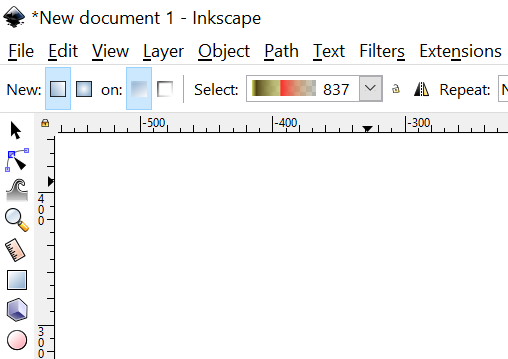 *New document 1 - Inkscape
File Edit View Layer Object Path Text Filters Extensions
New: on: Select: 837 Repeat: N
-500 -400 -300
400
300